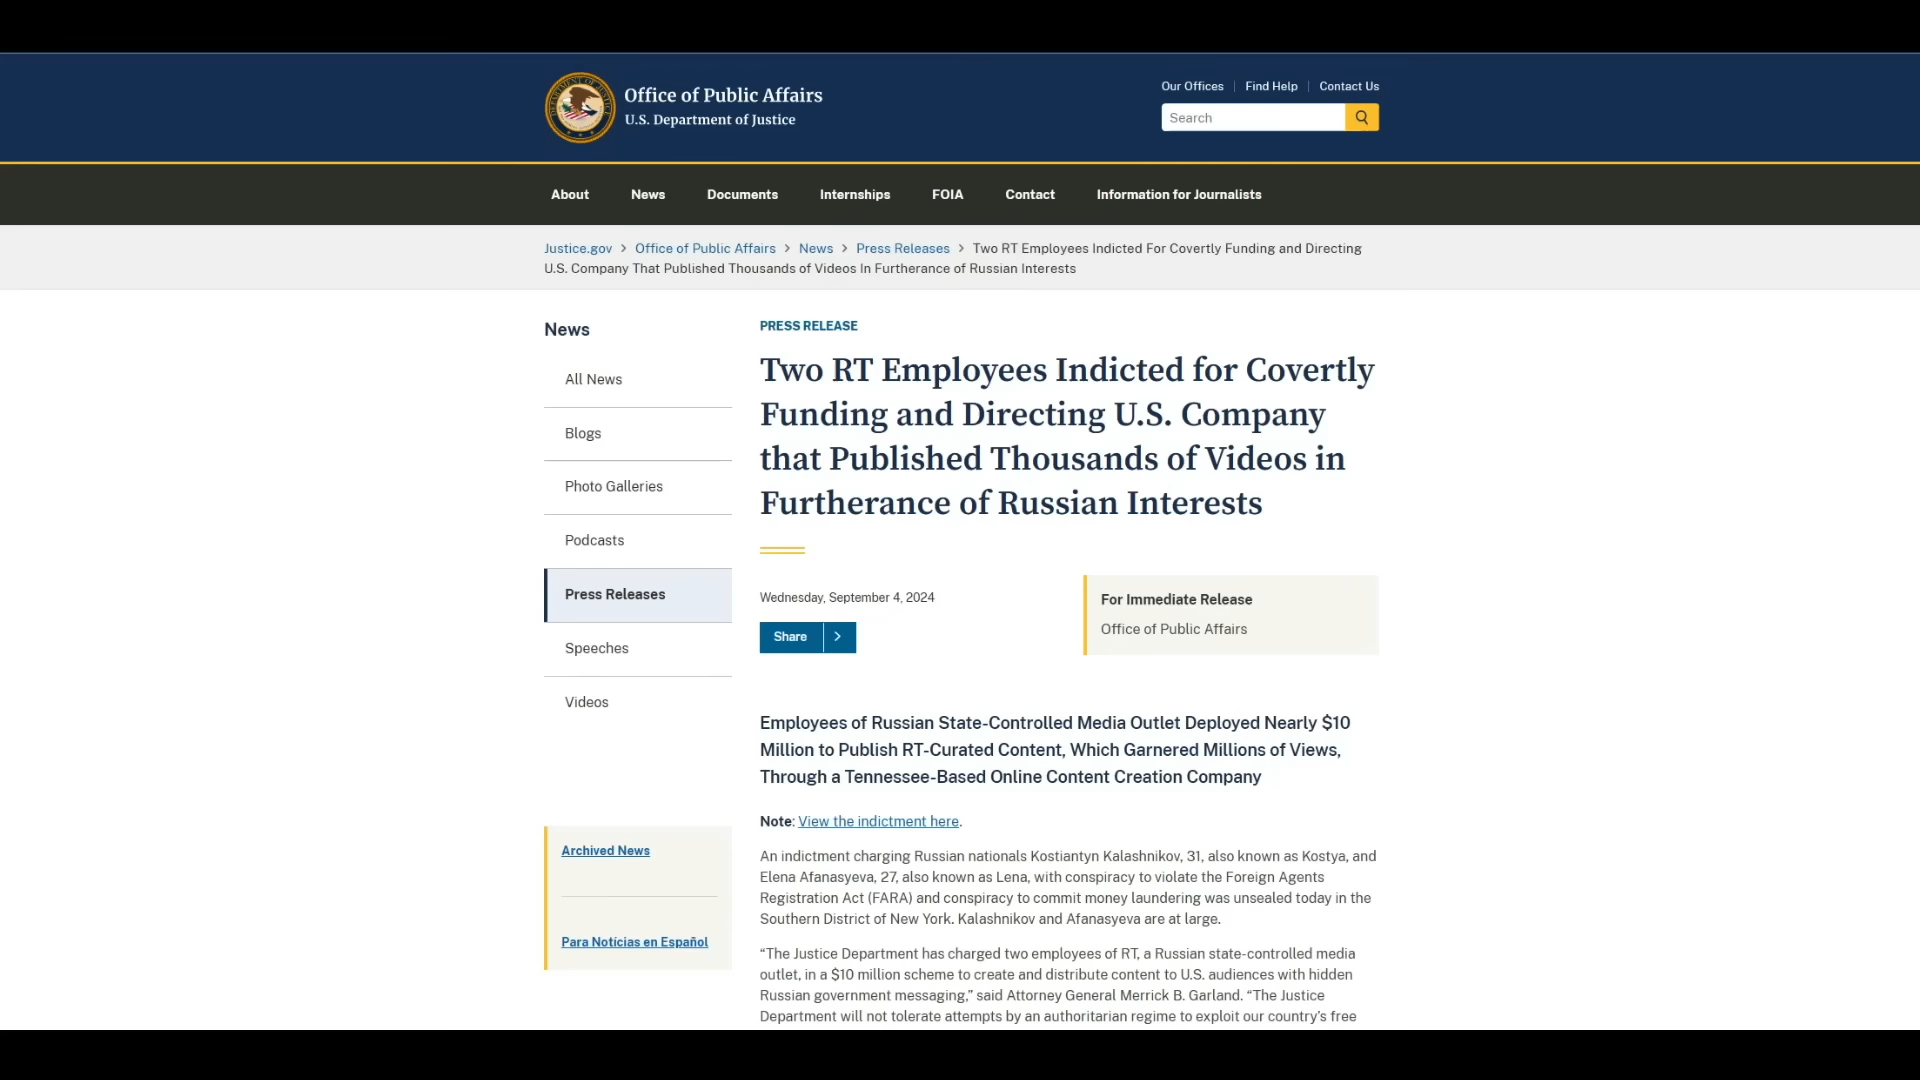 Office of Public Affairs
U.S. Department of Justice
Our Offices
Find Help
Contact Us
Search
About
News
Documents
Internships
FOIA
Contact
Information for Journalists
Justice.gov > Office of Public Affairs > News > Press Releases > Two RT Employees Indicted For Covertly Funding and Directing
U.S. Company That Published Thousands of Videos In Furtherance of Russian Interests
News
All News
Blogs
Photo Galleries
Podcasts
Press Releases
Speeches
Videos
Archived News
Para Notícias en Español
PRESS RELEASE
Two RT Employees Indicted for Covertly
Funding and Directing U.S. Company
that Published Thousands of Videos in
Furtherance of Russian Interests
Wednesday, September 4, 2024
Share
For Immediate Release
Office of Public Affairs
Employees of Russian State-Controlled Media Outlet Deployed Nearly $10
Million to Publish RT-Curated Content, Which Garnered Millions of Views,
Through a Tennessee-Based Online Content Creation Company
Note: View the indictment here.
An indictment charging Russian nationals Kostiantyn Kalashnikov, 31, also known as Kostya, and
Elena Afanasyeva, 27, also known as Lena, with conspiracy to violate the Foreign Agents
Registration Act (FARA) and conspiracy to commit money laundering was unsealed today in the
Southern District of New York. Kalashnikov and Afanasyeva are at large.
“The Justice Department has charged two employees of RT, a Russian state-controlled media
outlet, in a $10 million scheme to create and distribute content to U.S. audiences with hidden
Russian government messaging,” said Attorney General Merrick B. Garland. “The Justice
Department will not tolerate attempts by an authoritarian regime to exploit our country’s free